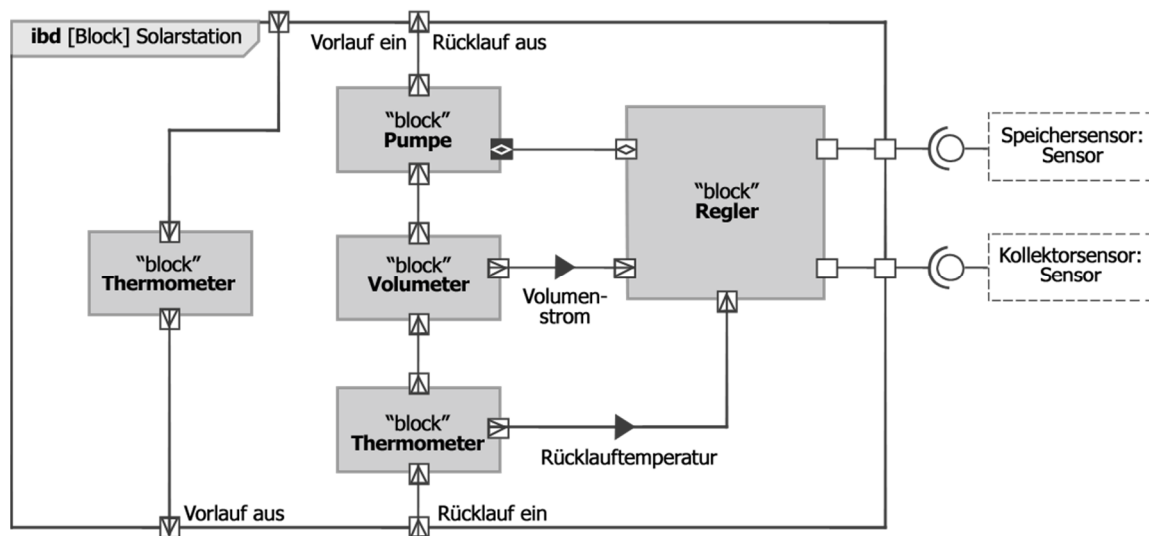 ibd [Block] Solarstation
Vorlauf ein
Rücklauf aus
“block”
Pumpe
“block”
Regler
Speichersensor:
Sensor
“block”
Thermometer
“block”
Volumeter
Volumen-
strom
Kollektorsensor:
Sensor
“block”
Thermometer
Rücklauftemperatur
Vorlauf aus
Rücklauf ein